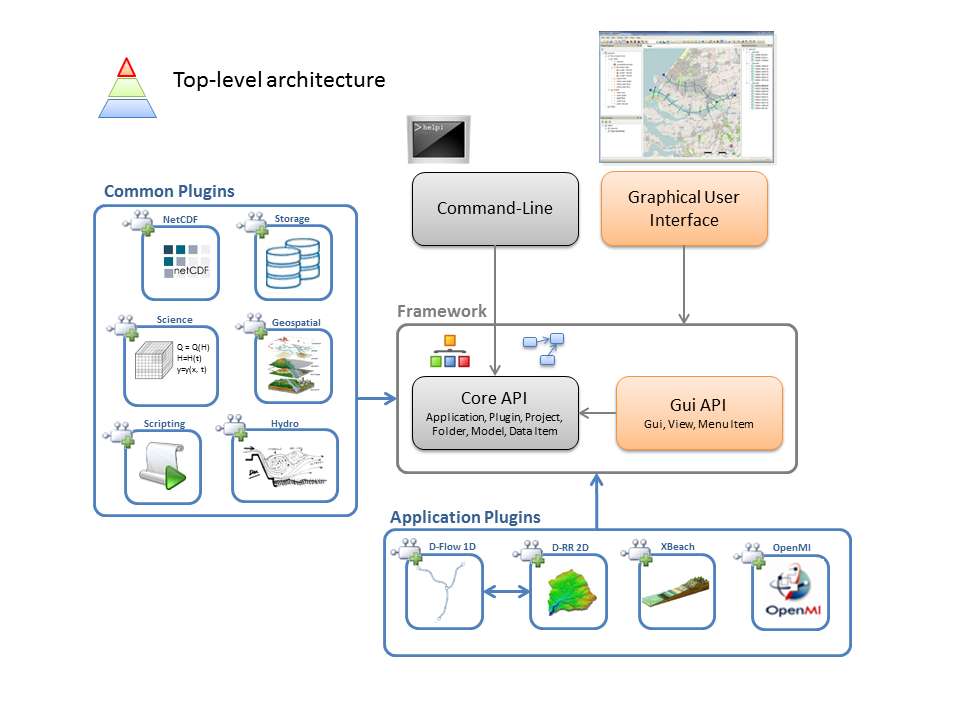 Top-level architecture
>help;
Command-Line
Graphical User
Interface
Common Plugins
NetCDF
netCDF
Storage
Science
Q = Q(H)
H=H(t)
y=y(x, t)
Geospatial
Scripting
Hydro
Framework
Core API
Application, Plugin, Project,
Folder, Model, Data Item
Gui API
Gui, View, Menu Item
Application Plugins
D-Flow 1D
D-RR 2D
XBeach
OpenMI
OpenMI